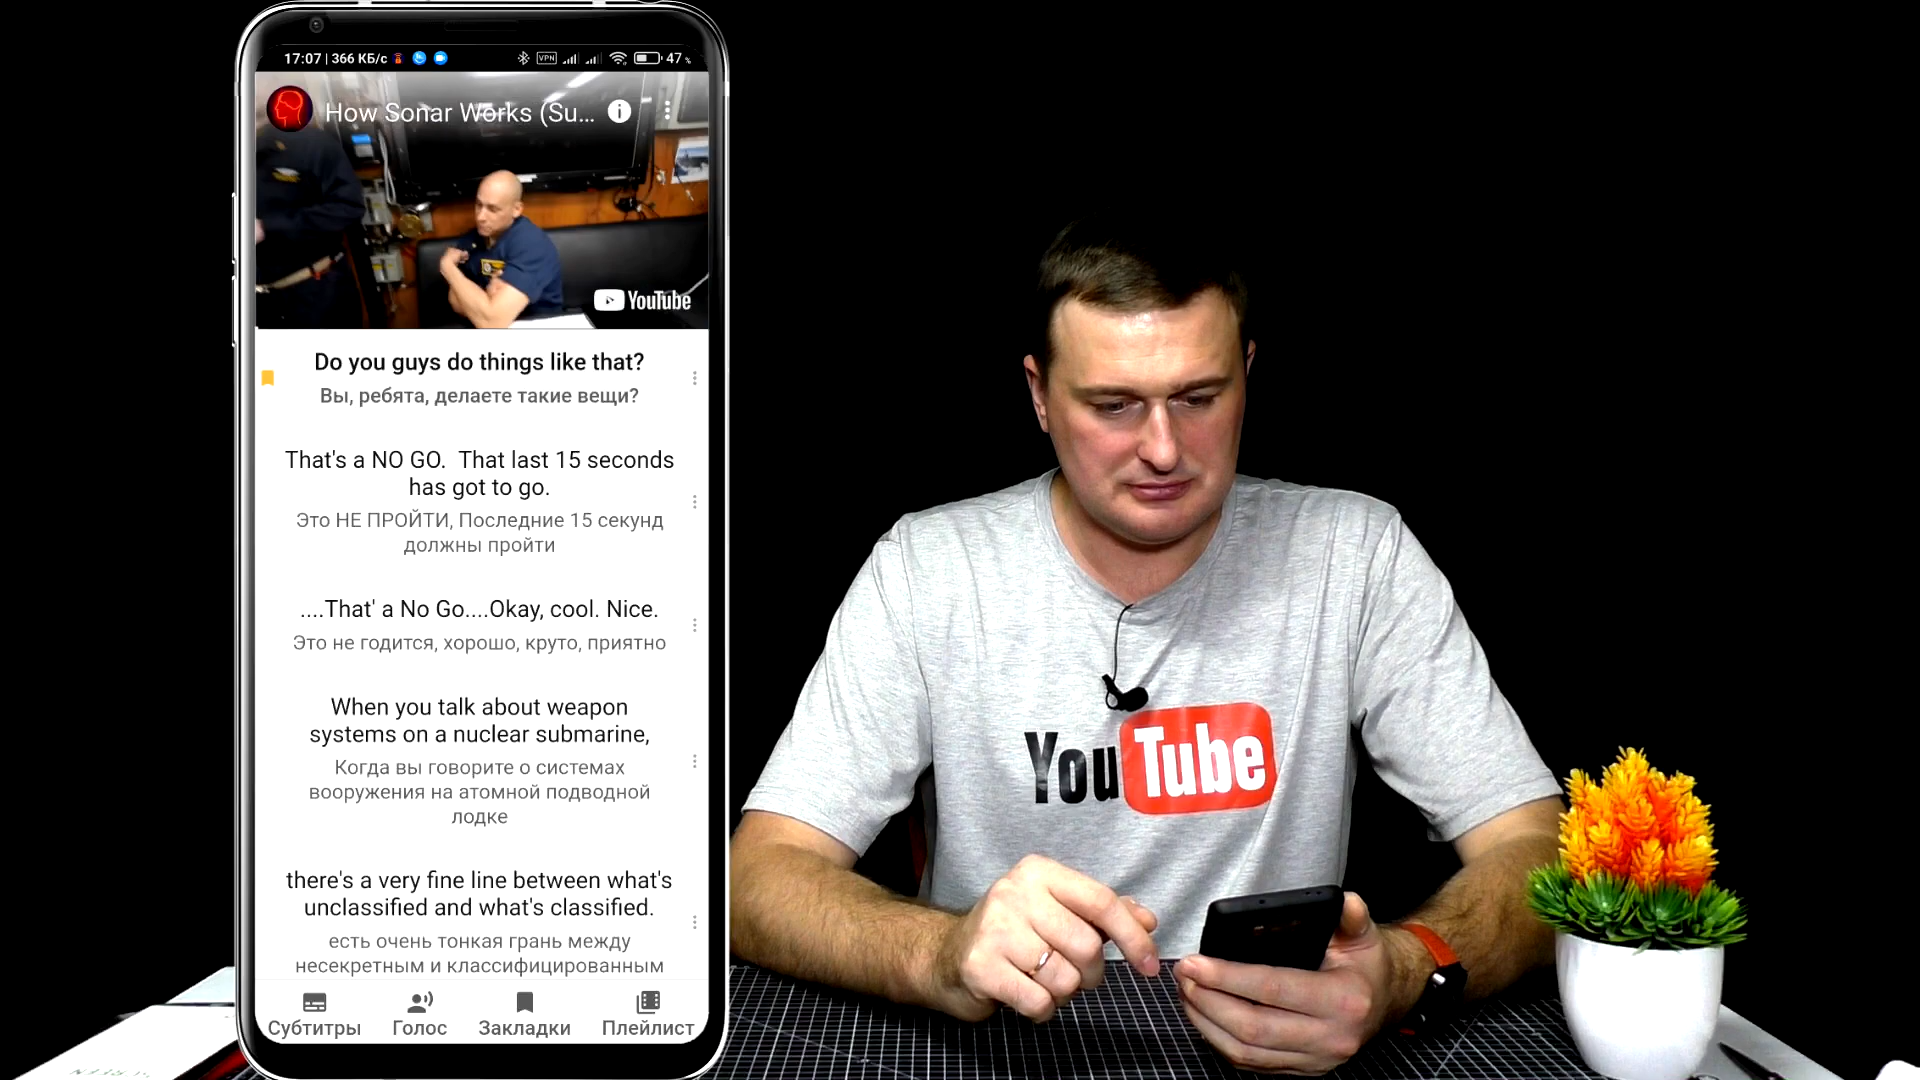 17:07 | 366 КБ/с
VPN
47 %
How Sonar Works (Su...
YouTube
Do you guys do things like that?
Вы, ребята, делаете такие вещи?
That's a NO GO.  That last 15 seconds
has got to go.
Это НЕ ПРОЙТИ, Последние 15 секунд
должны пройти
....That' a No Go....Okay, cool. Nice.
Это не годится, хорошо, круто, приятно
When you talk about weapon
systems on a nuclear submarine,
Когда вы говорите о системах
вооружения на атомной подводной
лодке
there's a very fine line between what's
unclassified and what's classified.
есть очень тонкая грань между
несекретным и классифицированным
Субтитры
Голос
Закладки
Плейлист
YouTube